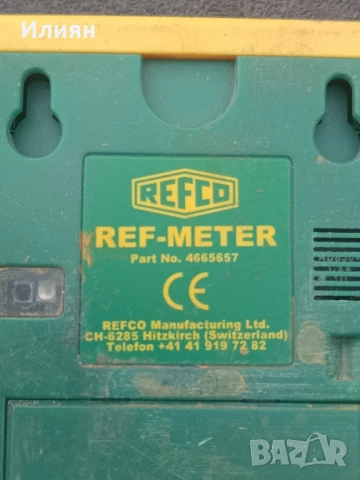 Илиян
REFCO
REF-METER
Part No. 4665657
CE
REFCO Manufacturing Ltd.
CH-6285 Hitzkirch (Switzerland)
Telefon +41 41 919 72 82
BAZAR